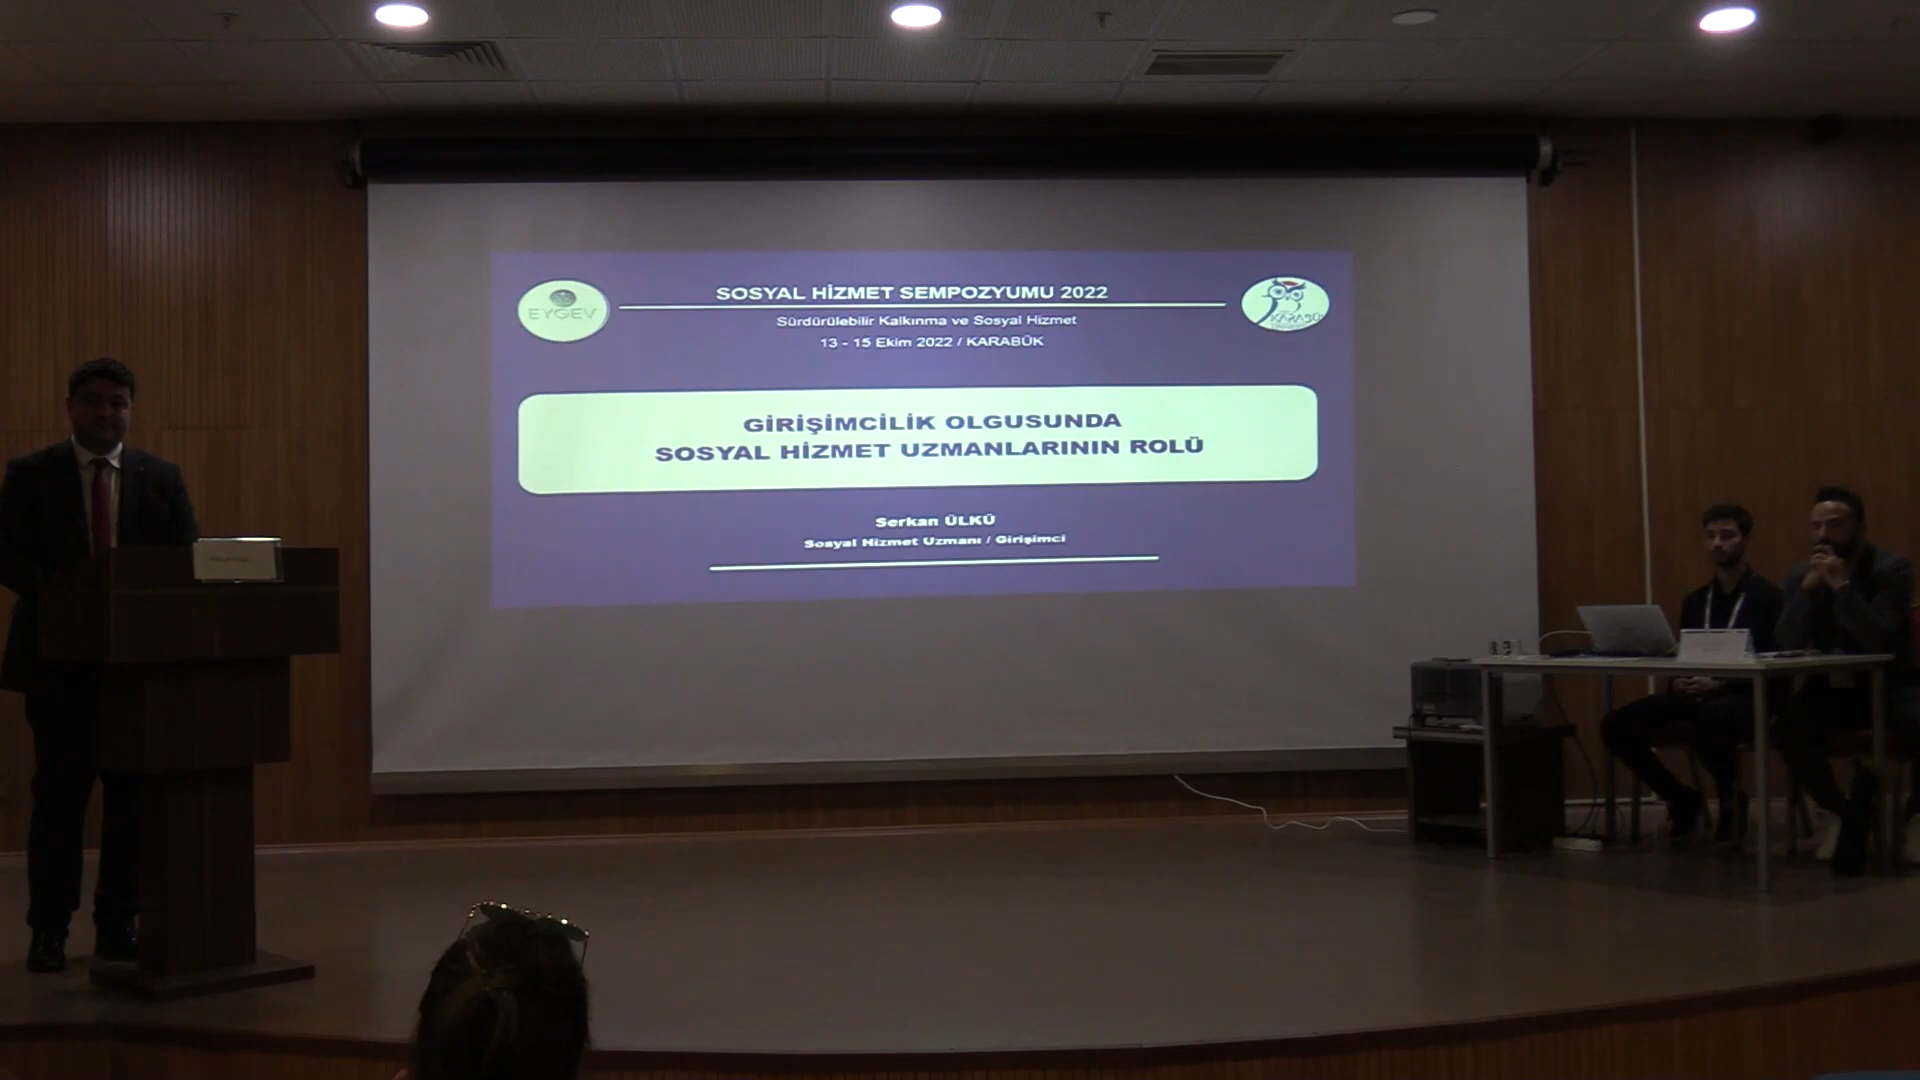 SOSYAL HİZMET SEMPOZYUMU 2022
EYGEV
KARABÜK
Sürdürülebilir Kalkınma ve Sosyal Hizmet
13 - 15 Ekim 2022 / KARABÜK
GİRİŞİMCİLİK OLGUSUNDA
SOSYAL HİZMET UZMANLARININ ROLÜ
Serkan ÜLKÜ
Sosyal Hizmet Uzmanı / Girişimci